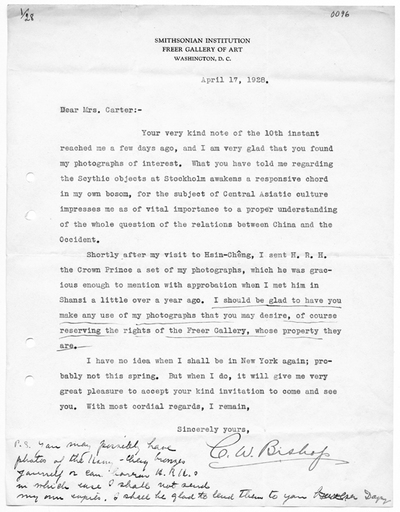 1/28
0096
SMITHSONIAN INSTITUTION
FREER GALLERY OF ART
WASHINGTON, D. C.
April 17, 1928.
Dear Mrs. Carter:-
Your very kind note of the 10th instant
reached me a few days ago, and I am very glad that you found
my photographs of interest. What you have told me regarding
the Scythic objects at Stockholm awakens a responsive chord
in my own bosom, for the subject of Central Asiatic culture
impresses me as of vital importance to a proper understanding
of the whole question of the relations between China and the
Occident.
Shortly after my visit to Hsin-Chêng, I sent H. R. H.
the Crown Prince a set of my photographs, which he was grac-
ious enough to mention with approbation when I met him in
Shansi a little over a year ago. I should be glad to have you
make any use of my photographs that you may desire, of course
reserving the rights of the Freer Gallery, whose property they
are.
I have no idea when I shall be in New York again; pro-
bably not this spring. But when I do, it will give me very
great pleasure to accept your kind invitation to come and see
you. With most cordial regards, I remain,
Sincerely yours,
C. W. Bishop
P.S. You may possibly have
photos of the Hsin-cheng bronzes
yourself or can borrow H.R.H.'s
in which case I shall not send
my own copies. I shall be glad to lend them to you